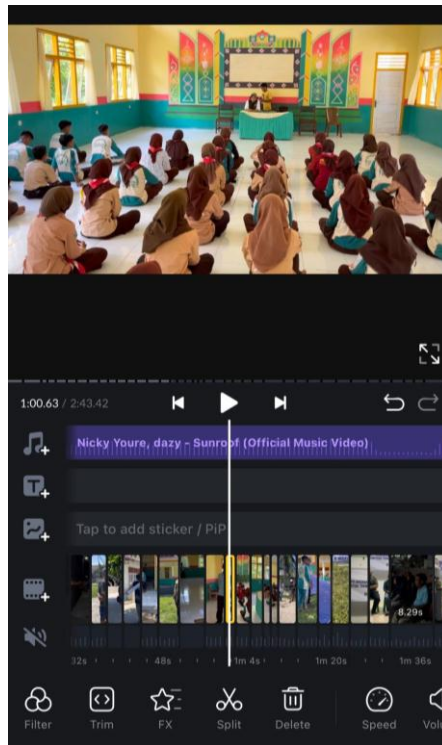 1:00.63 / 2:43.42
Nicky Youre, dazy - Sunroof (Official Music Video)
T
Tap to add sticker / PiP
8.29s
32s 48s 1m 4s 1m 20s 1m 36s
Filter Trim FX Split Delete Speed Volu